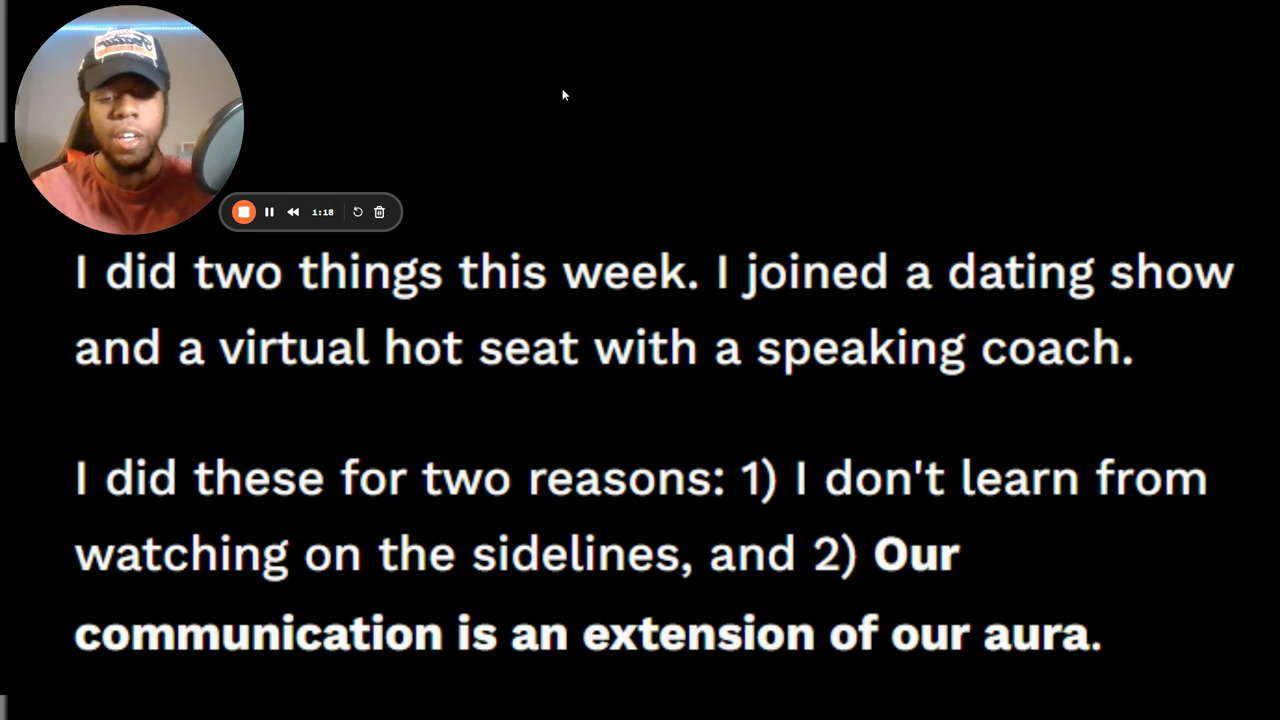 1:18
I did two things this week. I joined a dating show
and a virtual hot seat with a speaking coach.
I did these for two reasons: 1) I don't learn from
watching on the sidelines, and 2) Our
communication is an extension of our aura.